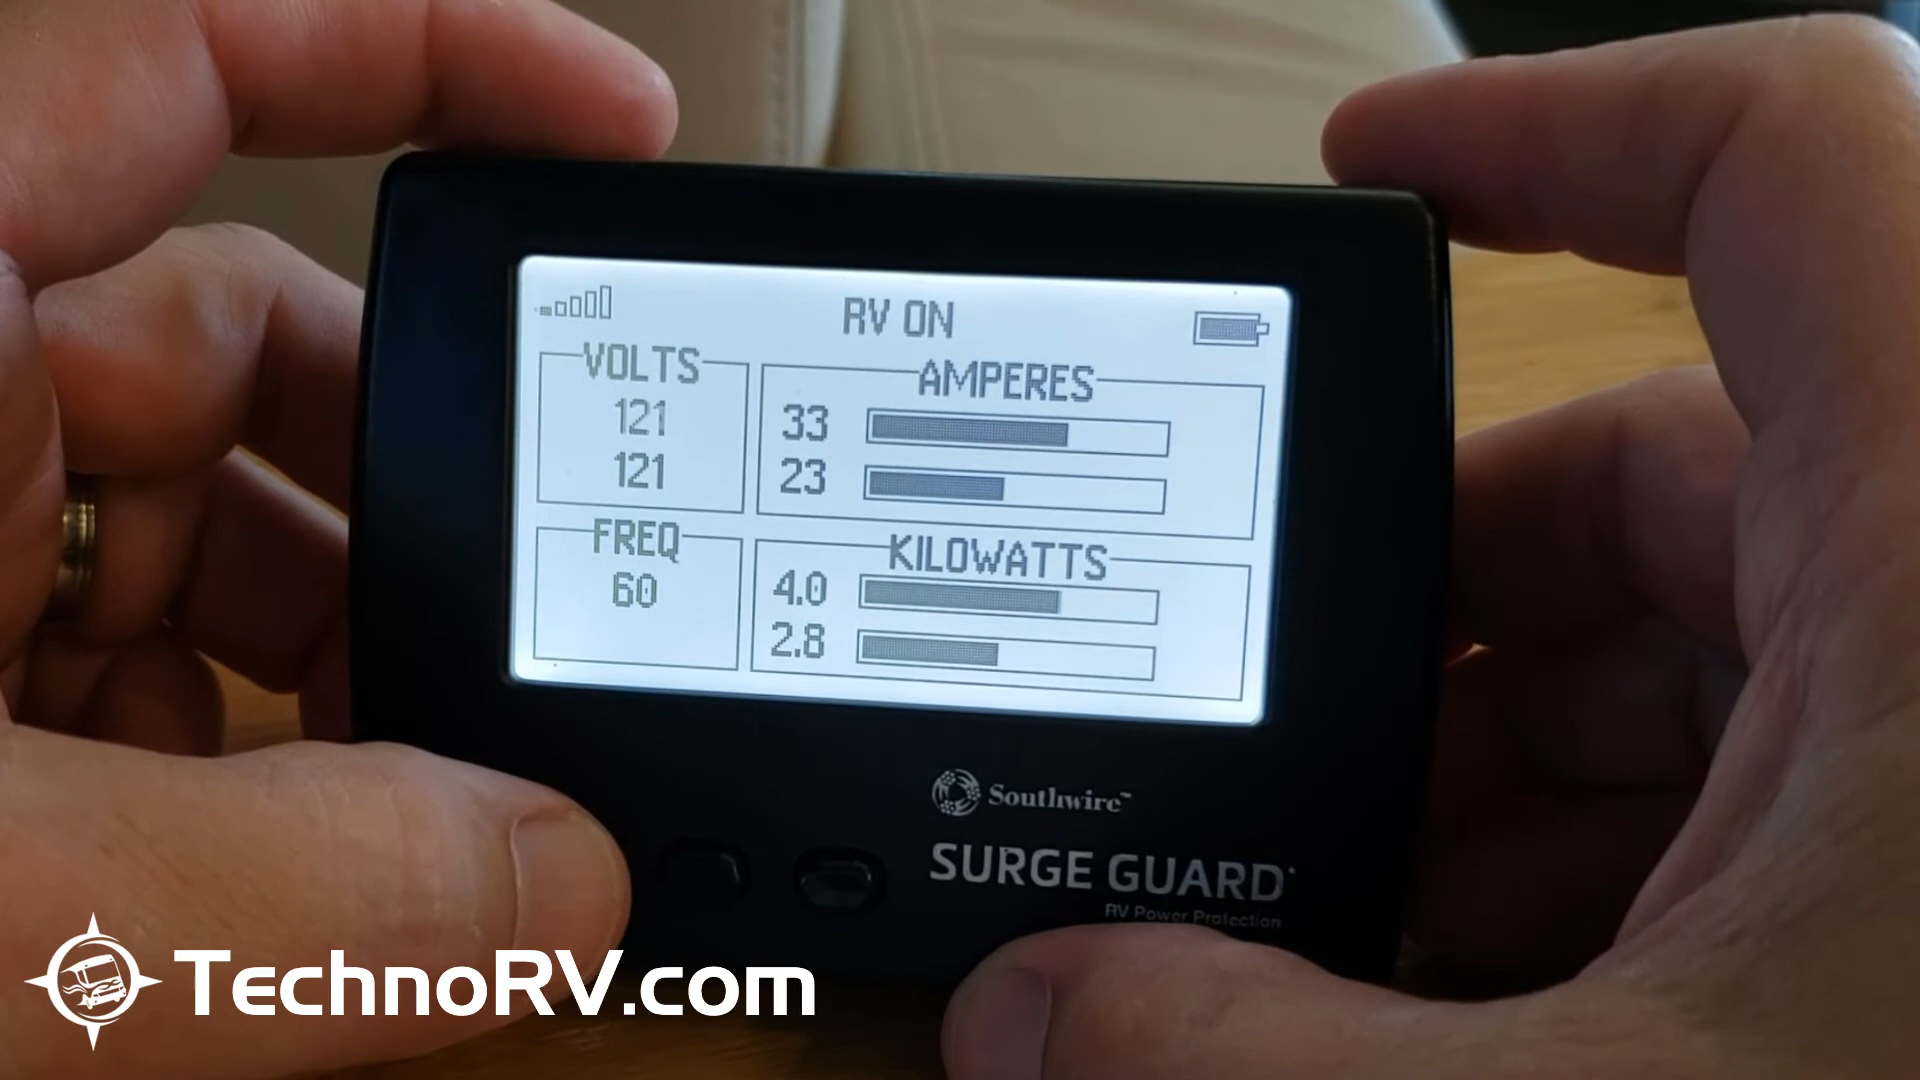 RV ON
VOLTS
121
121
AMPERES
33
23
FREQ
60
KILOWATTS
4.0
2.8
Southwire™
SURGE GUARD
RV Power Protection
TechnoRV.com